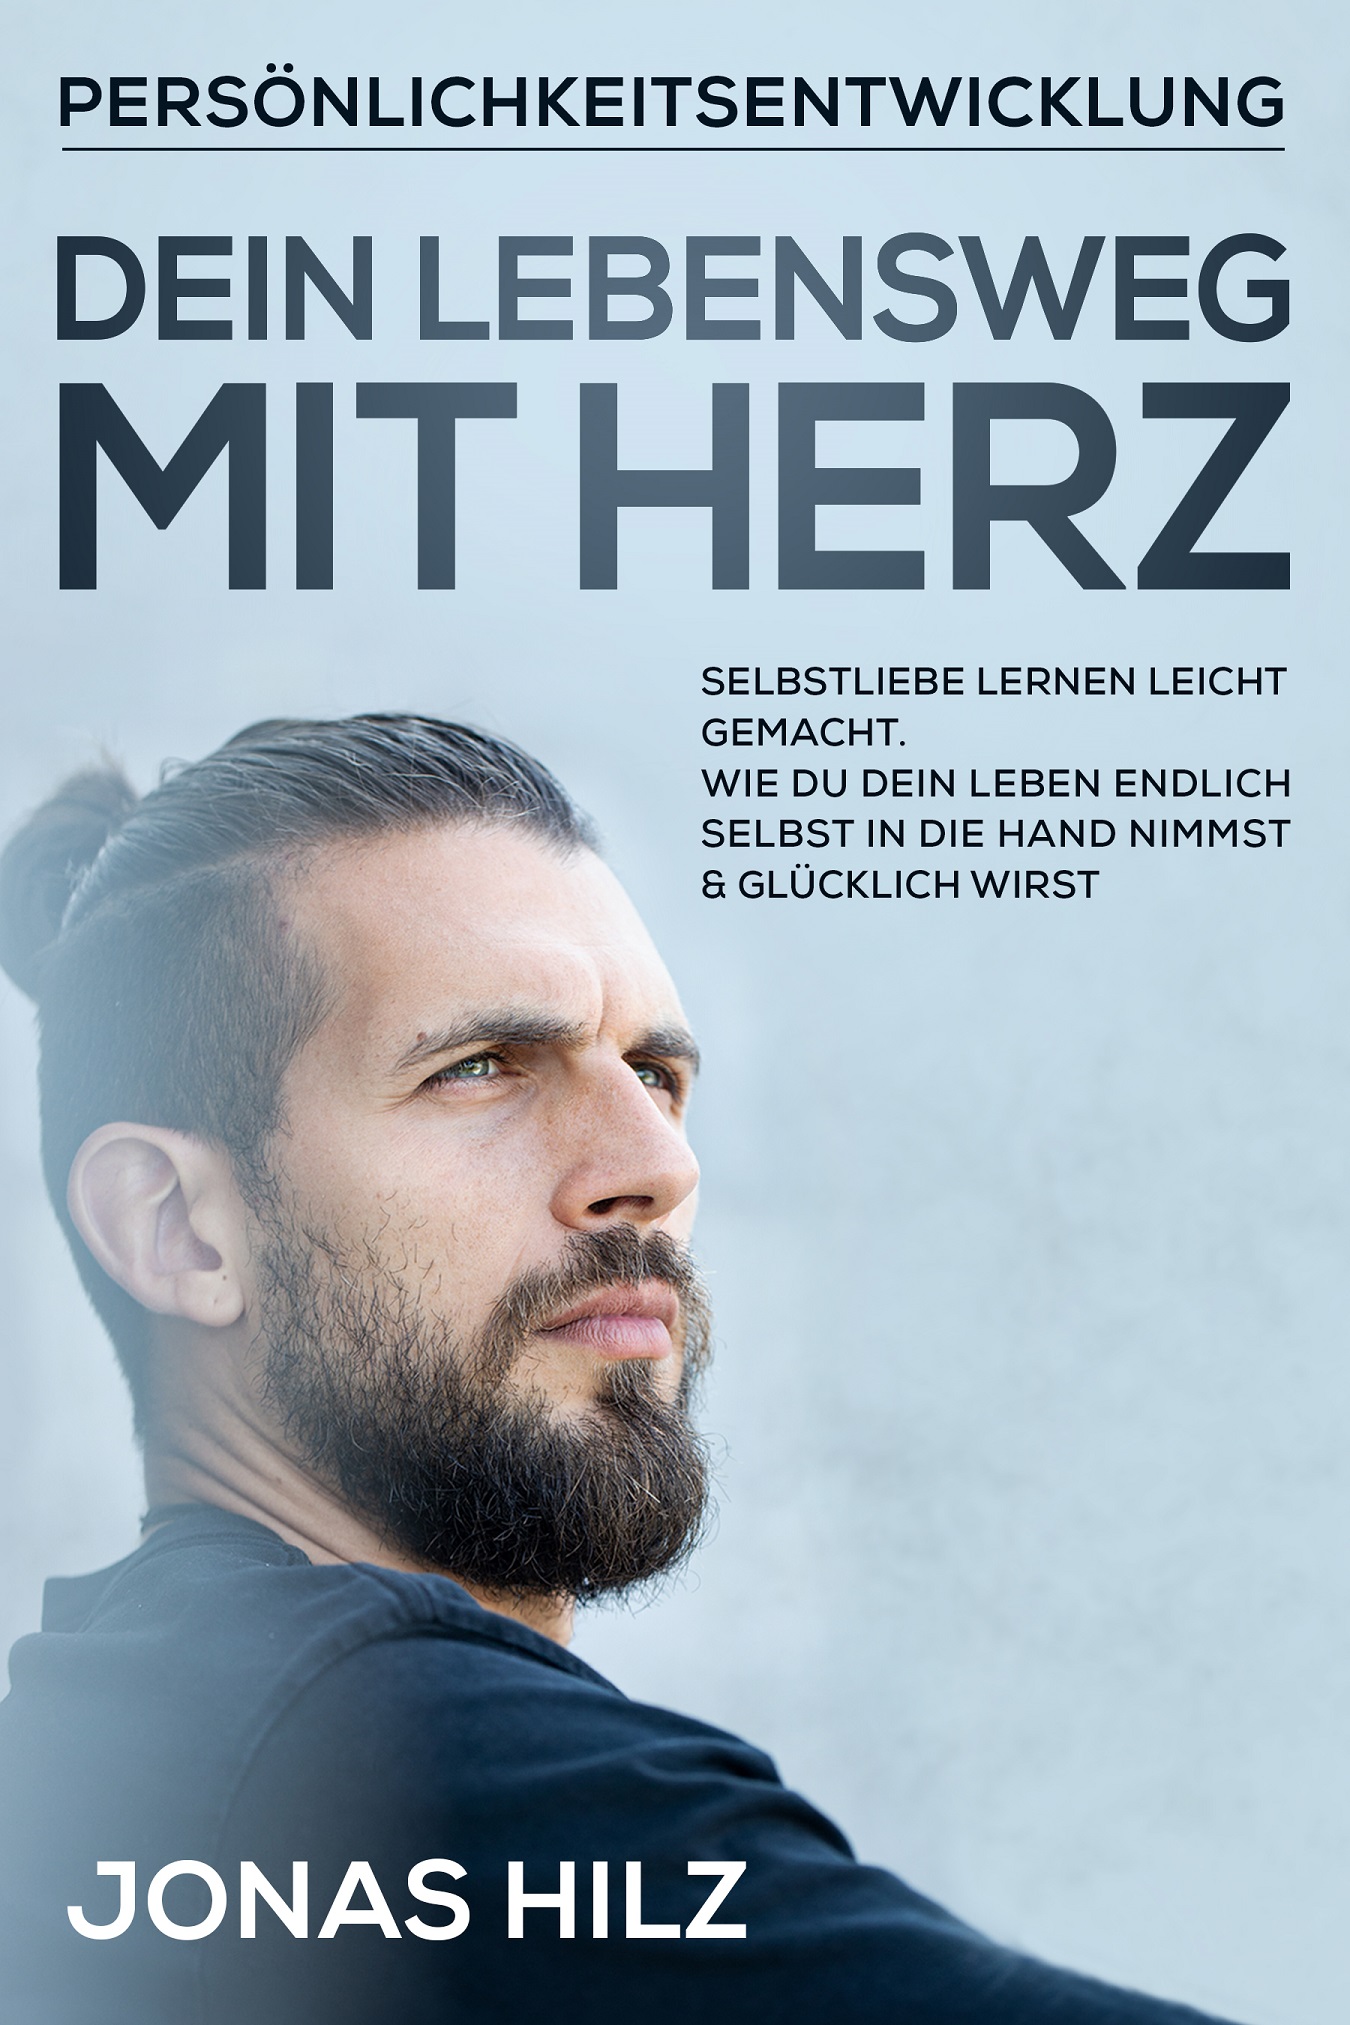 PERSÖNLICHKEITSENTWICKLUNG
DEIN LEBENSWEG
MIT HERZ
SELBSTLIEBE LERNEN LEICHT
GEMACHT.
WIE DU DEIN LEBEN ENDLICH
SELBST IN DIE HAND NIMMST
& GLÜCKLICH WIRST
JONAS HILZ